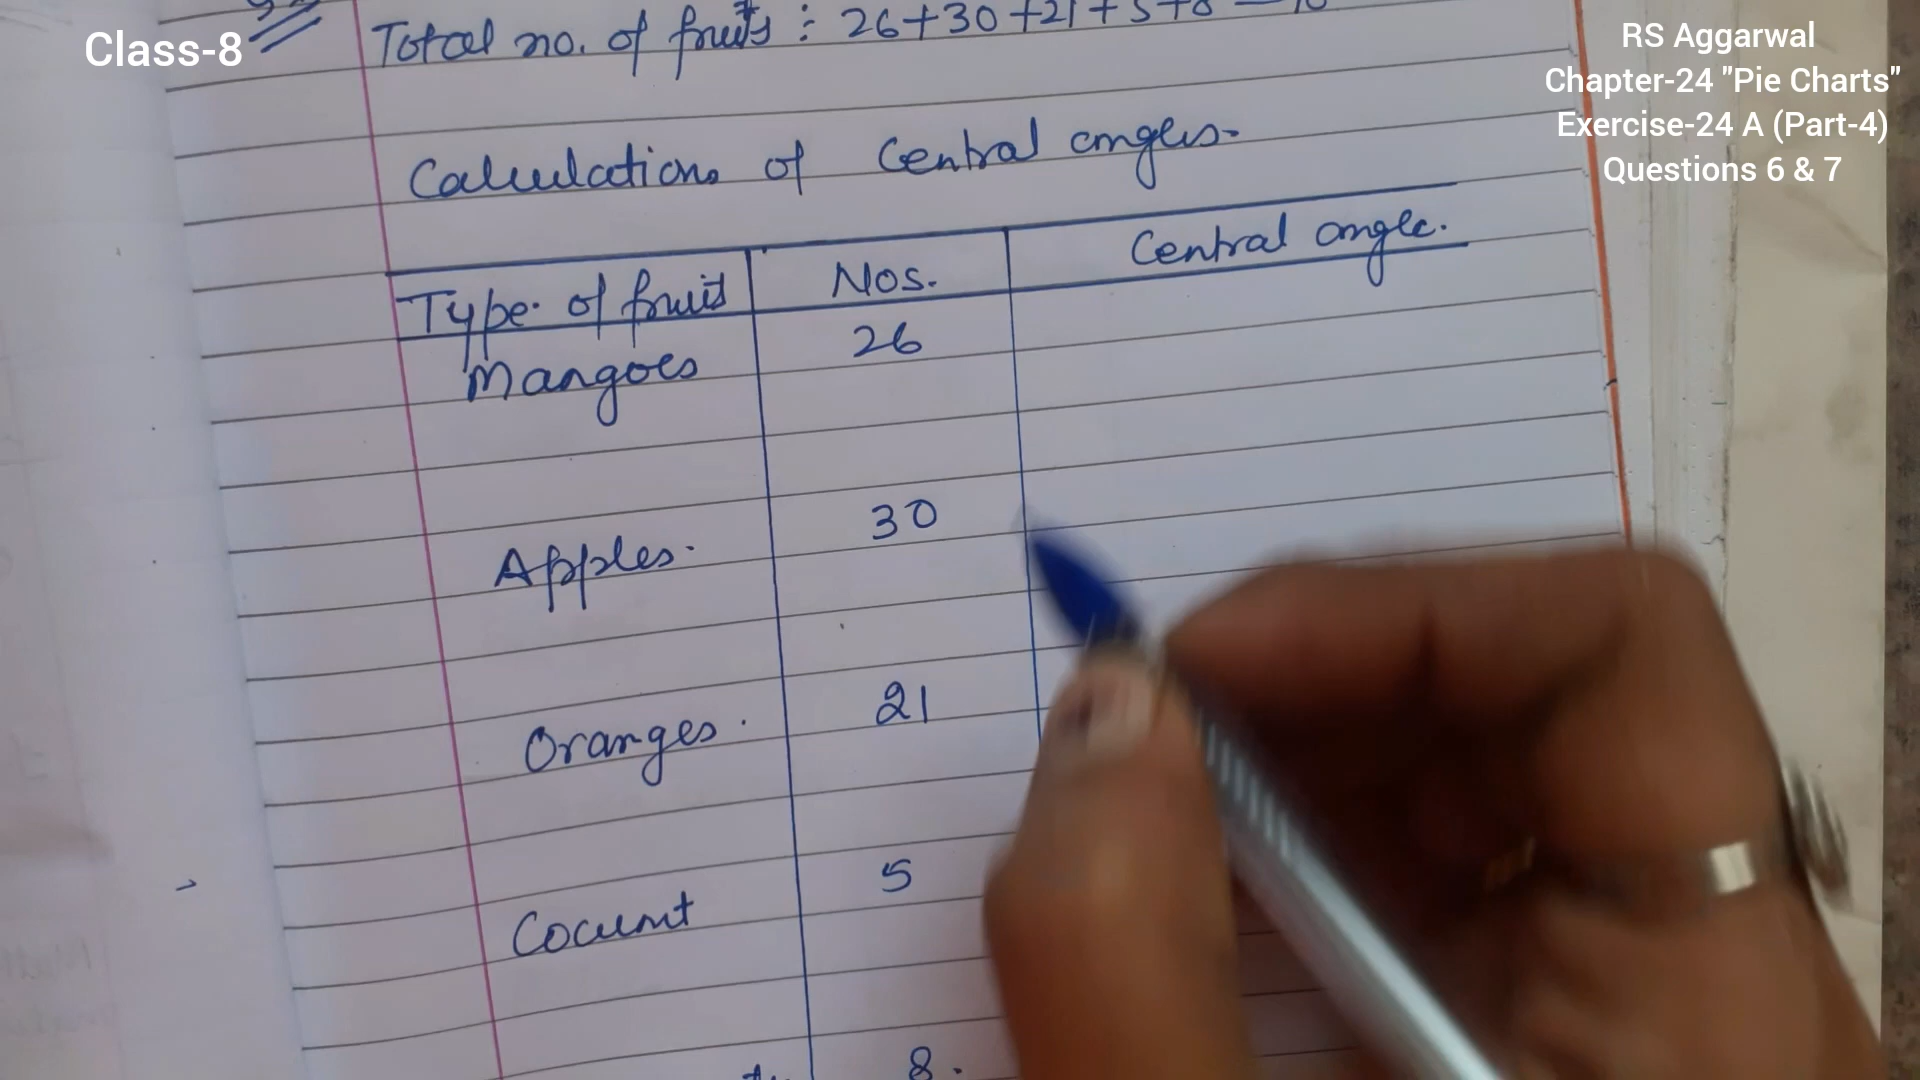 Class-8
RS Aggarwal
Chapter-24 "Pie Charts"
Exercise-24 A (Part-4)
Questions 6 & 7
Total no. of fruits : 26+30+21+5+8 =
Calculation of Central angles-
Type of fruit Nos. Central angle.
Mangoes 26
Apples. 30
Oranges. 21
Cocunt 5
8.